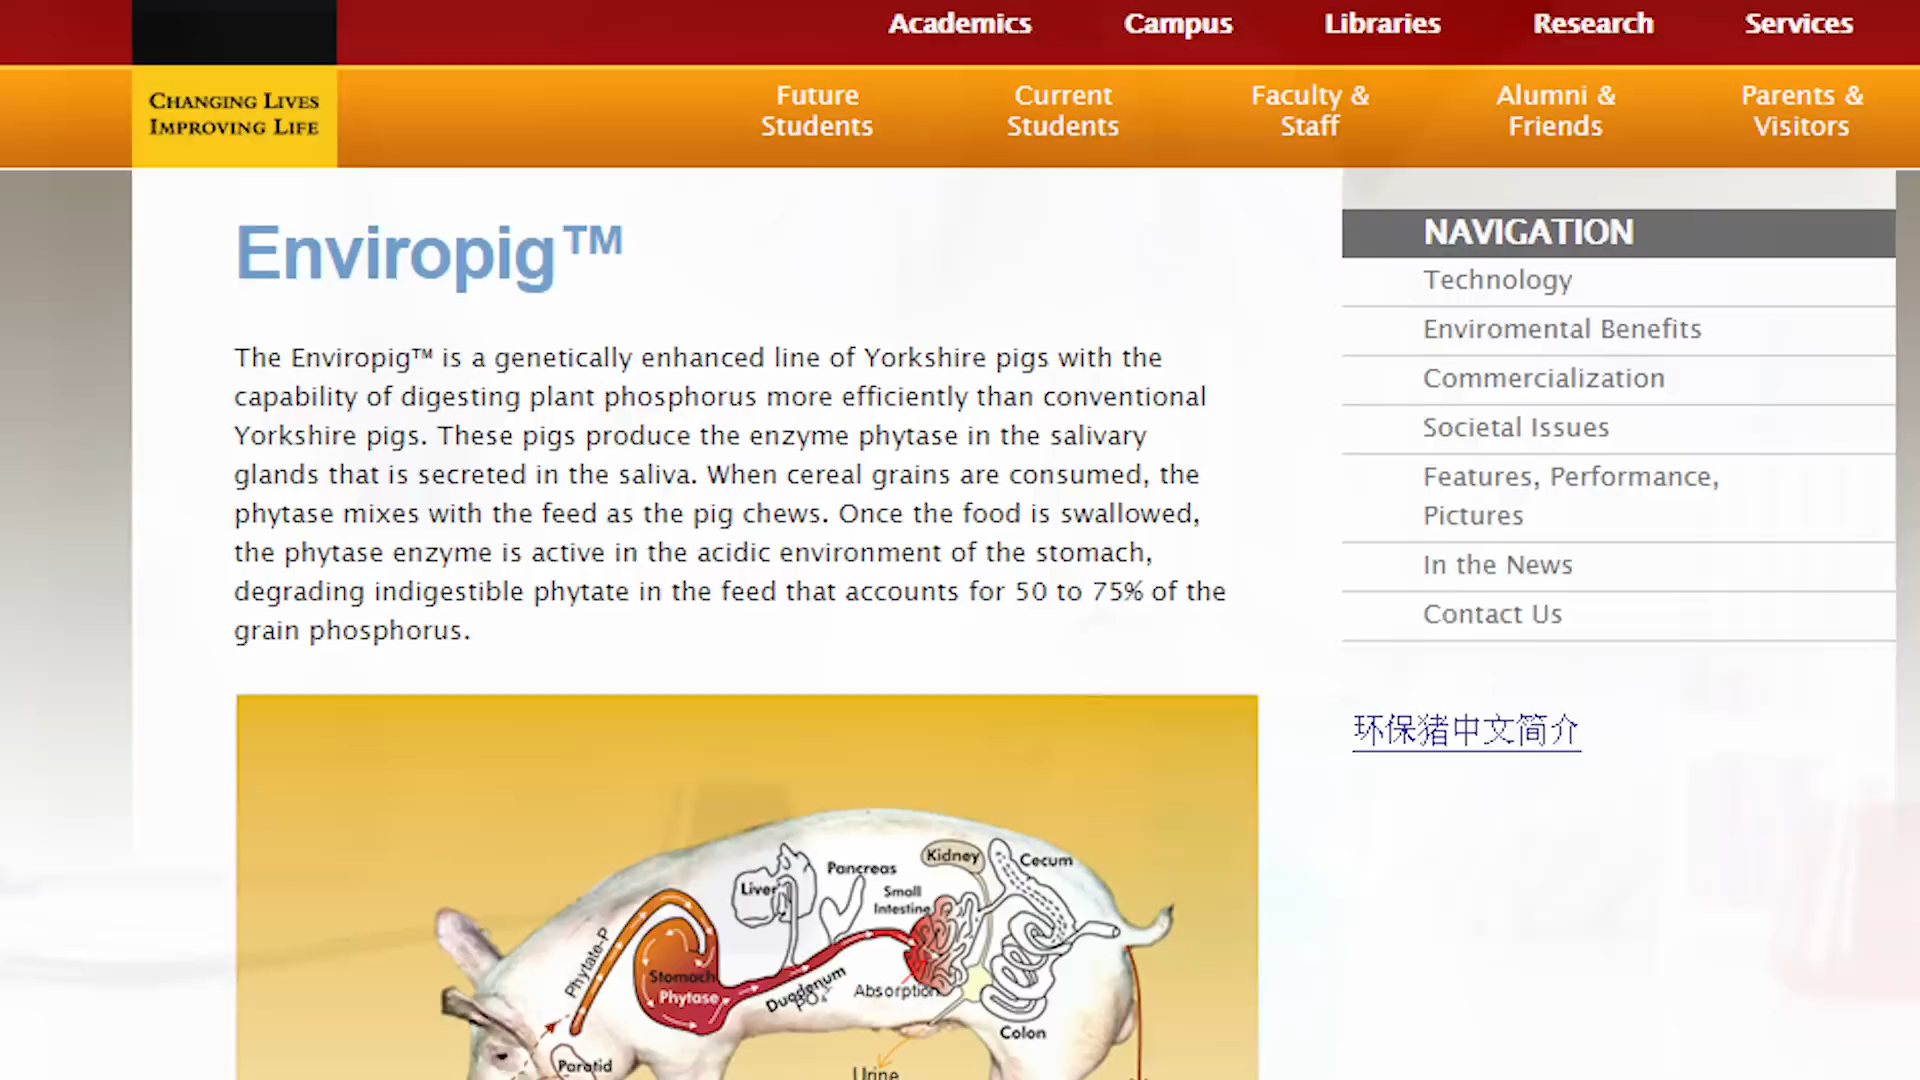 Academics Campus Libraries Research Services
CHANGING LIVES
IMPROVING LIFE
Future Students
Current Students
Faculty & Staff
Alumni & Friends
Parents & Visitors
Enviropig™
The Enviropig™ is a genetically enhanced line of Yorkshire pigs with the
capability of digesting plant phosphorus more efficiently than conventional
Yorkshire pigs. These pigs produce the enzyme phytase in the salivary
glands that is secreted in the saliva. When cereal grains are consumed, the
phytase mixes with the feed as the pig chews. Once the food is swallowed,
the phytase enzyme is active in the acidic environment of the stomach,
degrading indigestible phytate in the feed that accounts for 50 to 75% of the
grain phosphorus.
NAVIGATION
Technology
Enviromental Benefits
Commercialization
Societal Issues
Features, Performance,
Pictures
In the News
Contact Us
环保猪中文简介
Kidney
Cecum
Pancreas
Liver
Small
Intestine
Phytate-P
Stomach
Phytase
Duodenum
PO₄
Absorption
Colon
Parotid
Urine